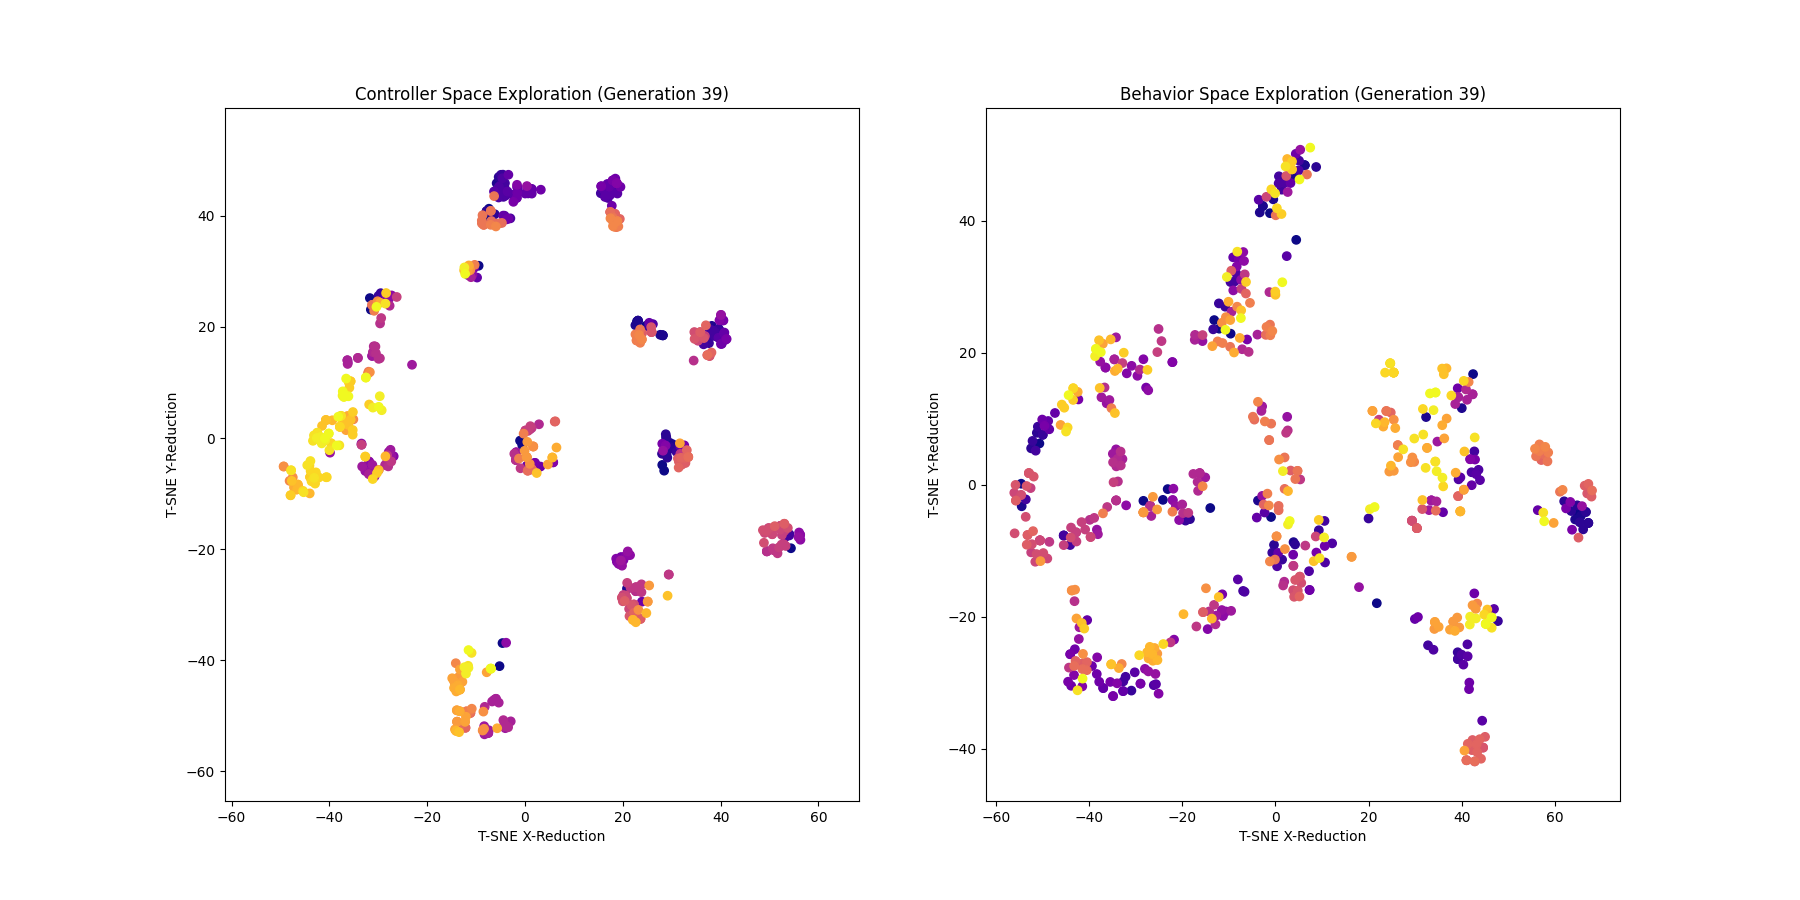 Controller Space Exploration (Generation 39)
T-SNE Y-Reduction
40
20
0
−20
−40
−60
−60 −40 −20 0 20 40 60
T-SNE X-Reduction
Behavior Space Exploration (Generation 39)
T-SNE Y-Reduction
40
20
0
−20
−40
−60 −40 −20 0 20 40 60
T-SNE X-Reduction